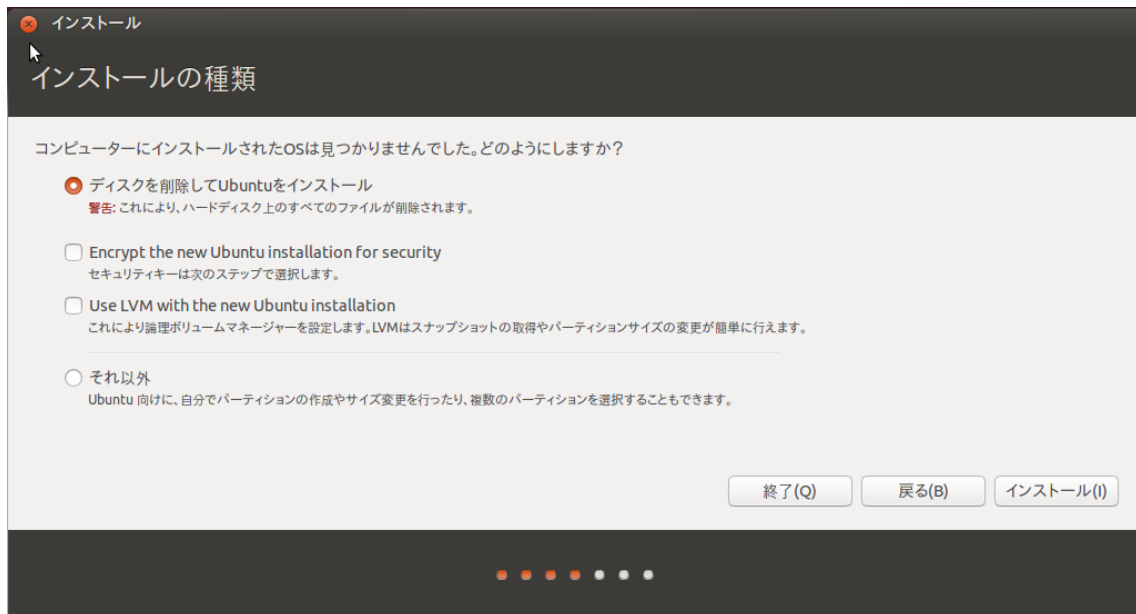 インストール
インストールの種類
コンピューターにインストールされたOSは見つかりませんでした。どのようにしますか？
ディスクを削除してUbuntuをインストール
警告: これにより、ハードディスク上のすべてのファイルが削除されます。
Encrypt the new Ubuntu installation for security
セキュリティキーは次のステップで選択します。
Use LVM with the new Ubuntu installation
これにより論理ボリュームマネージャーを設定します。LVMはスナップショットの取得やパーティションサイズの変更が簡単に行えます。
それ以外
Ubuntu 向けに、自分でパーティションの作成やサイズ変更を行ったり、複数のパーティションを選択することもできます。
終了(Q) 戻る(B) インストール(I)